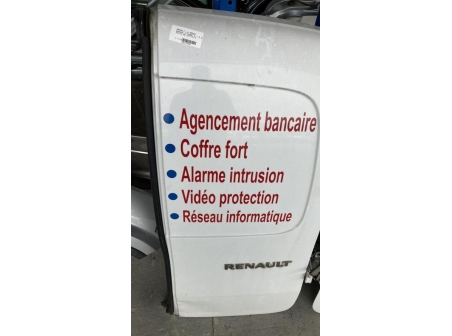 Agencement bancaire
Coffre fort
Alarme intrusion
Vidéo protection
Réseau informatique
RENAULT